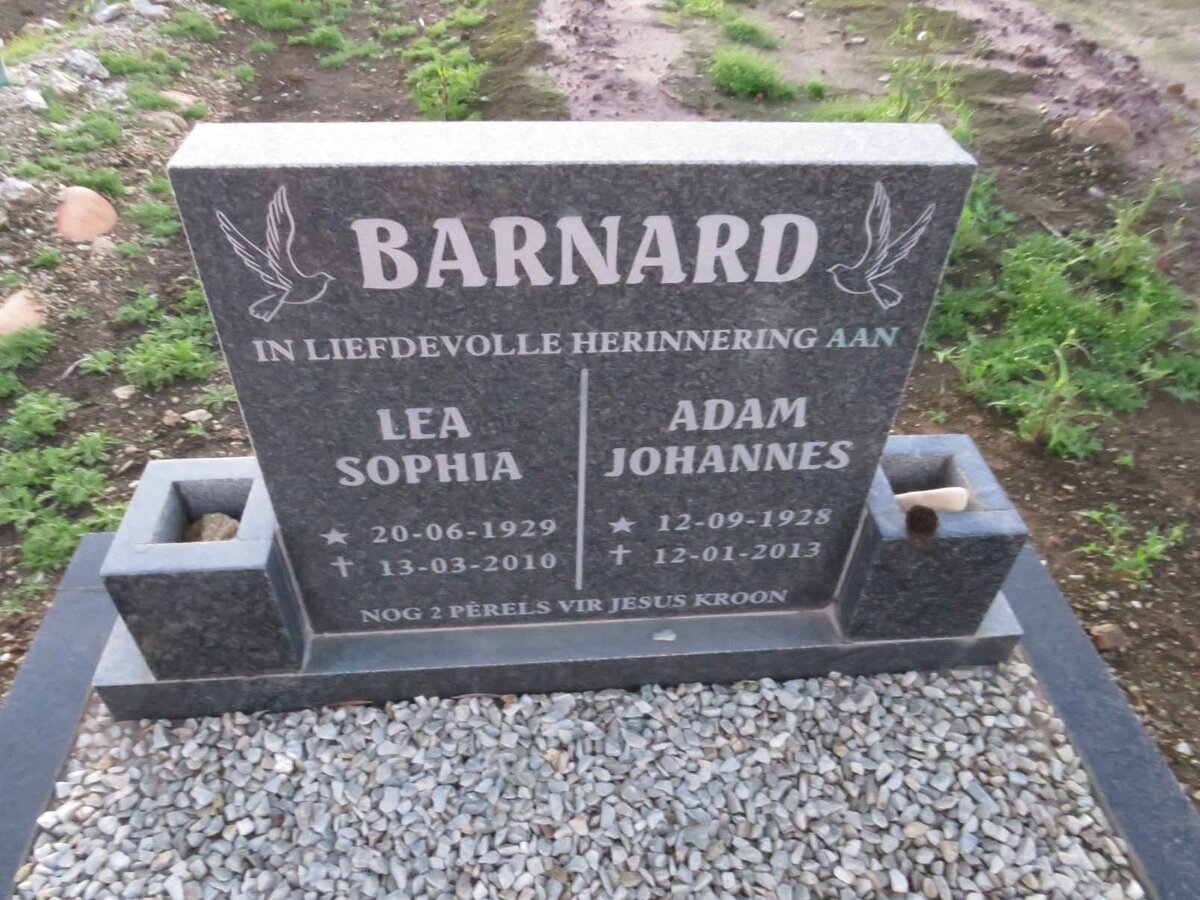 BARNARD
IN LIEFDEVOLLE HERINNERING AAN
LEA
SOPHIA
★ 20-06-1929
✝ 13-03-2010
ADAM
JOHANNES
★ 12-09-1928
✝ 12-01-2013
NOG 2 PÊRELS VIR JESUS KROON